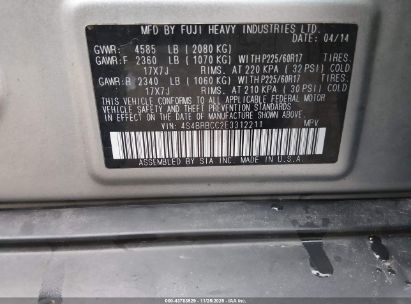 MFD BY FUJI HEAVY INDUSTRIES LTD.
DATE 04/14
GVWR: 4585 LB (2080 KG)
GAWR:F 2360 LB (1070 KG) WITH P225/60R17 TIRES,
17X7J RIMS, AT 220 KPA (32 PSI) COLD
GAWR:R 2340 LB (1060 KG) WITH P225/60R17 TIRES,
17X7J RIMS, AT 210 KPA (30 PSI) COLD
THIS VEHICLE CONFORMS TO ALL APPLICABLE FEDERAL MOTOR
VEHICLE SAFETY AND THEFT PREVENTION STANDARDS
IN EFFECT ON THE DATE OF MANUFACTURE SHOWN ABOVE.
VIN: 4S4BRBCC2E3312211 MPV
ASSEMBLED BY SIA INC. MADE IN U.S.A.